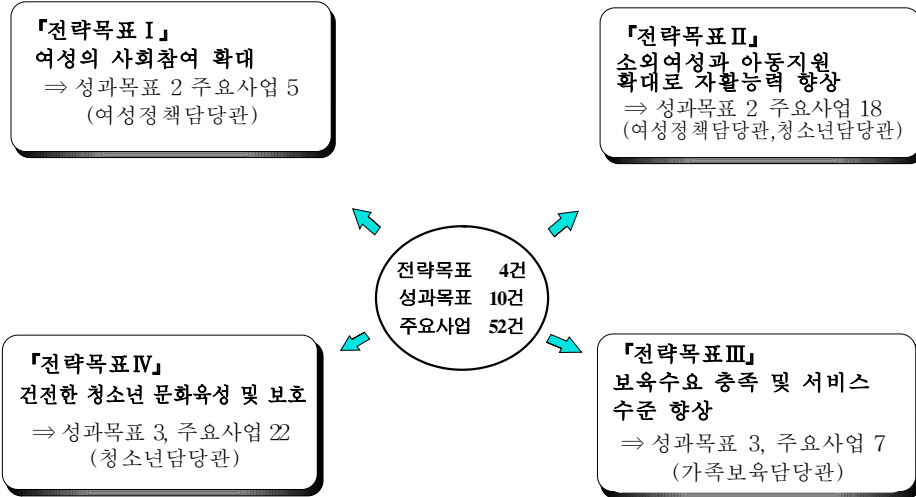 『전략목표Ⅰ』
여성의 사회참여 확대
⇒ 성과목표 2 주요사업 5
(여성정책담당관)
『전략목표Ⅱ』
소외여성과 아동지원
확대로 자활능력 향상
⇒ 성과목표 2 주요사업 18
(여성정책담당관,청소년담당관)
전략목표 4건
성과목표 10건
주요사업 52건
『전략목표Ⅳ』
건전한 청소년 문화육성 및 보호
⇒ 성과목표 3, 주요사업 22
(청소년담당관)
『전략목표Ⅲ』
보육수요 충족 및 서비스
수준 향상
⇒ 성과목표 3, 주요사업 7
(가족보육담당관)